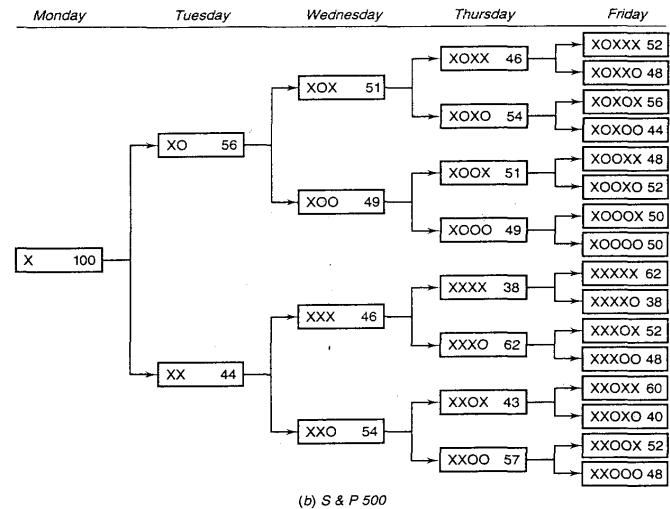 Monday Tuesday Wednesday Thursday Friday
XOXXX 52
XOXX 46
XOXXO 48
XOX 51
XOXOX 56
XOXO 54
XOXOO 44
XO 56
XOOXX 48
XOOX 51
XOOXO 52
XOO 49
XOOOX 50
XOOO 49
XOOOO 50
X 100
XXXXX 62
XXXX 38
XXXXO 38
XXX 46
XXXOX 52
XXXO 62
XXXOO 48
XX 44
XXOXX 60
XXOX 43
XXOXO 40
XXO 54
XXOOX 52
XXOO 57
XXOOO 48
(b) S & P 500